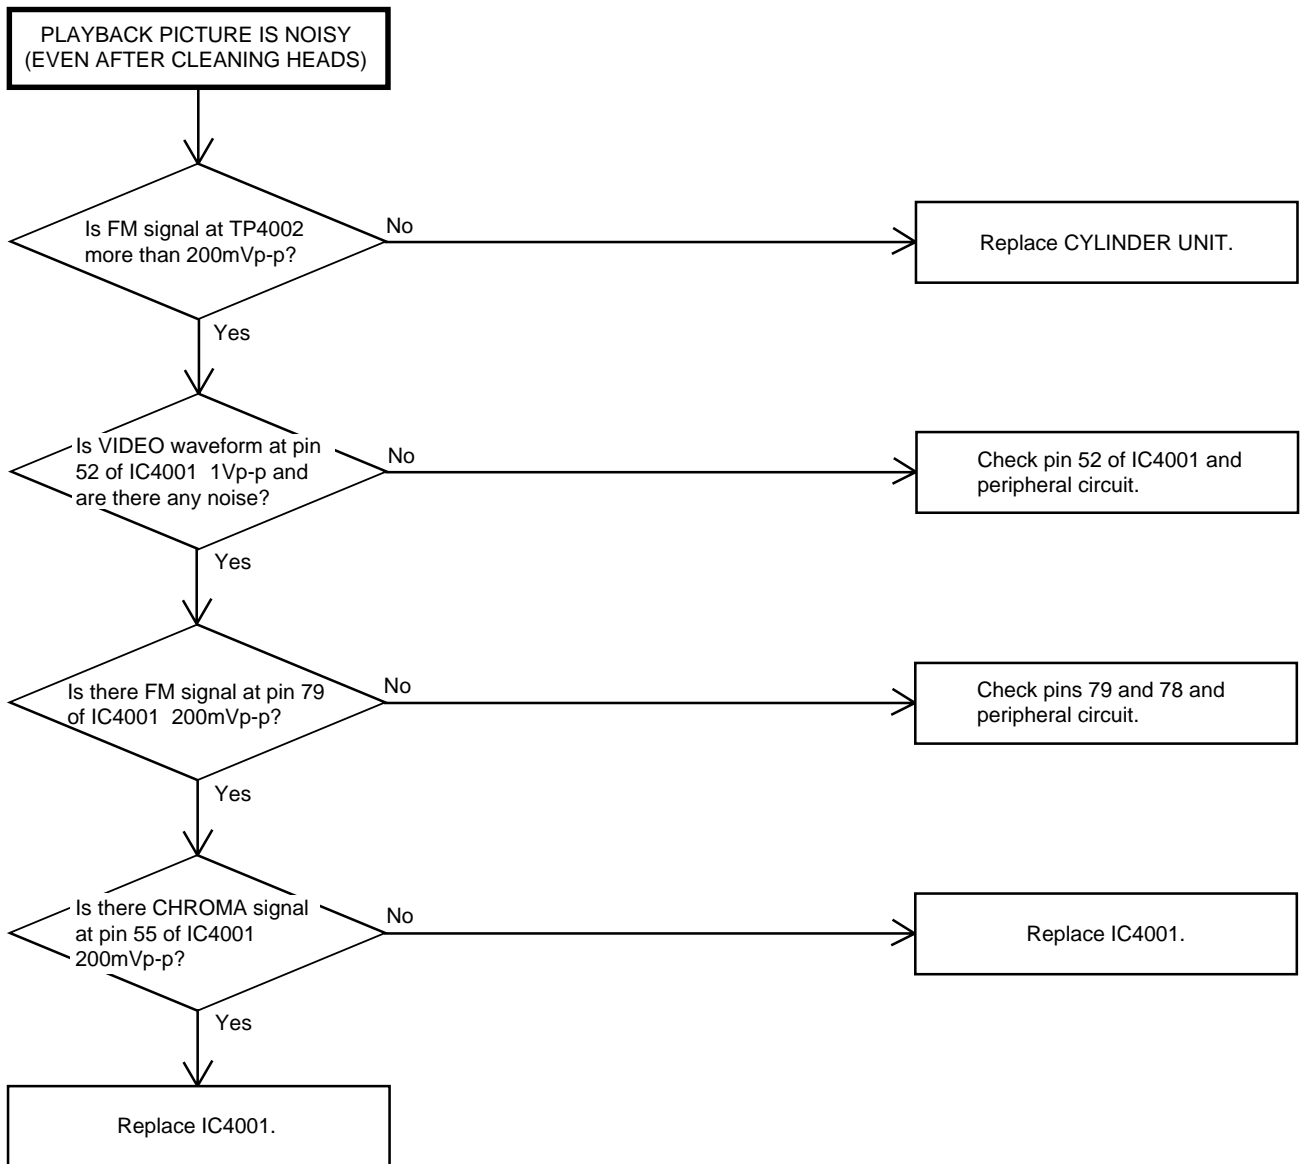 PLAYBACK PICTURE IS NOISY
(EVEN AFTER CLEANING HEADS)
Is FM signal at TP4002
more than 200mVp-p?
No
Replace CYLINDER UNIT.
Yes
Is VIDEO waveform at pin
52 of IC4001 1Vp-p and
are there any noise?
No
Check pin 52 of IC4001 and
peripheral circuit.
Yes
Is there FM signal at pin 79
of IC4001 200mVp-p?
No
Check pins 79 and 78 and
peripheral circuit.
Yes
Is there CHROMA signal
at pin 55 of IC4001
200mVp-p?
No
Replace IC4001.
Yes
Replace IC4001.